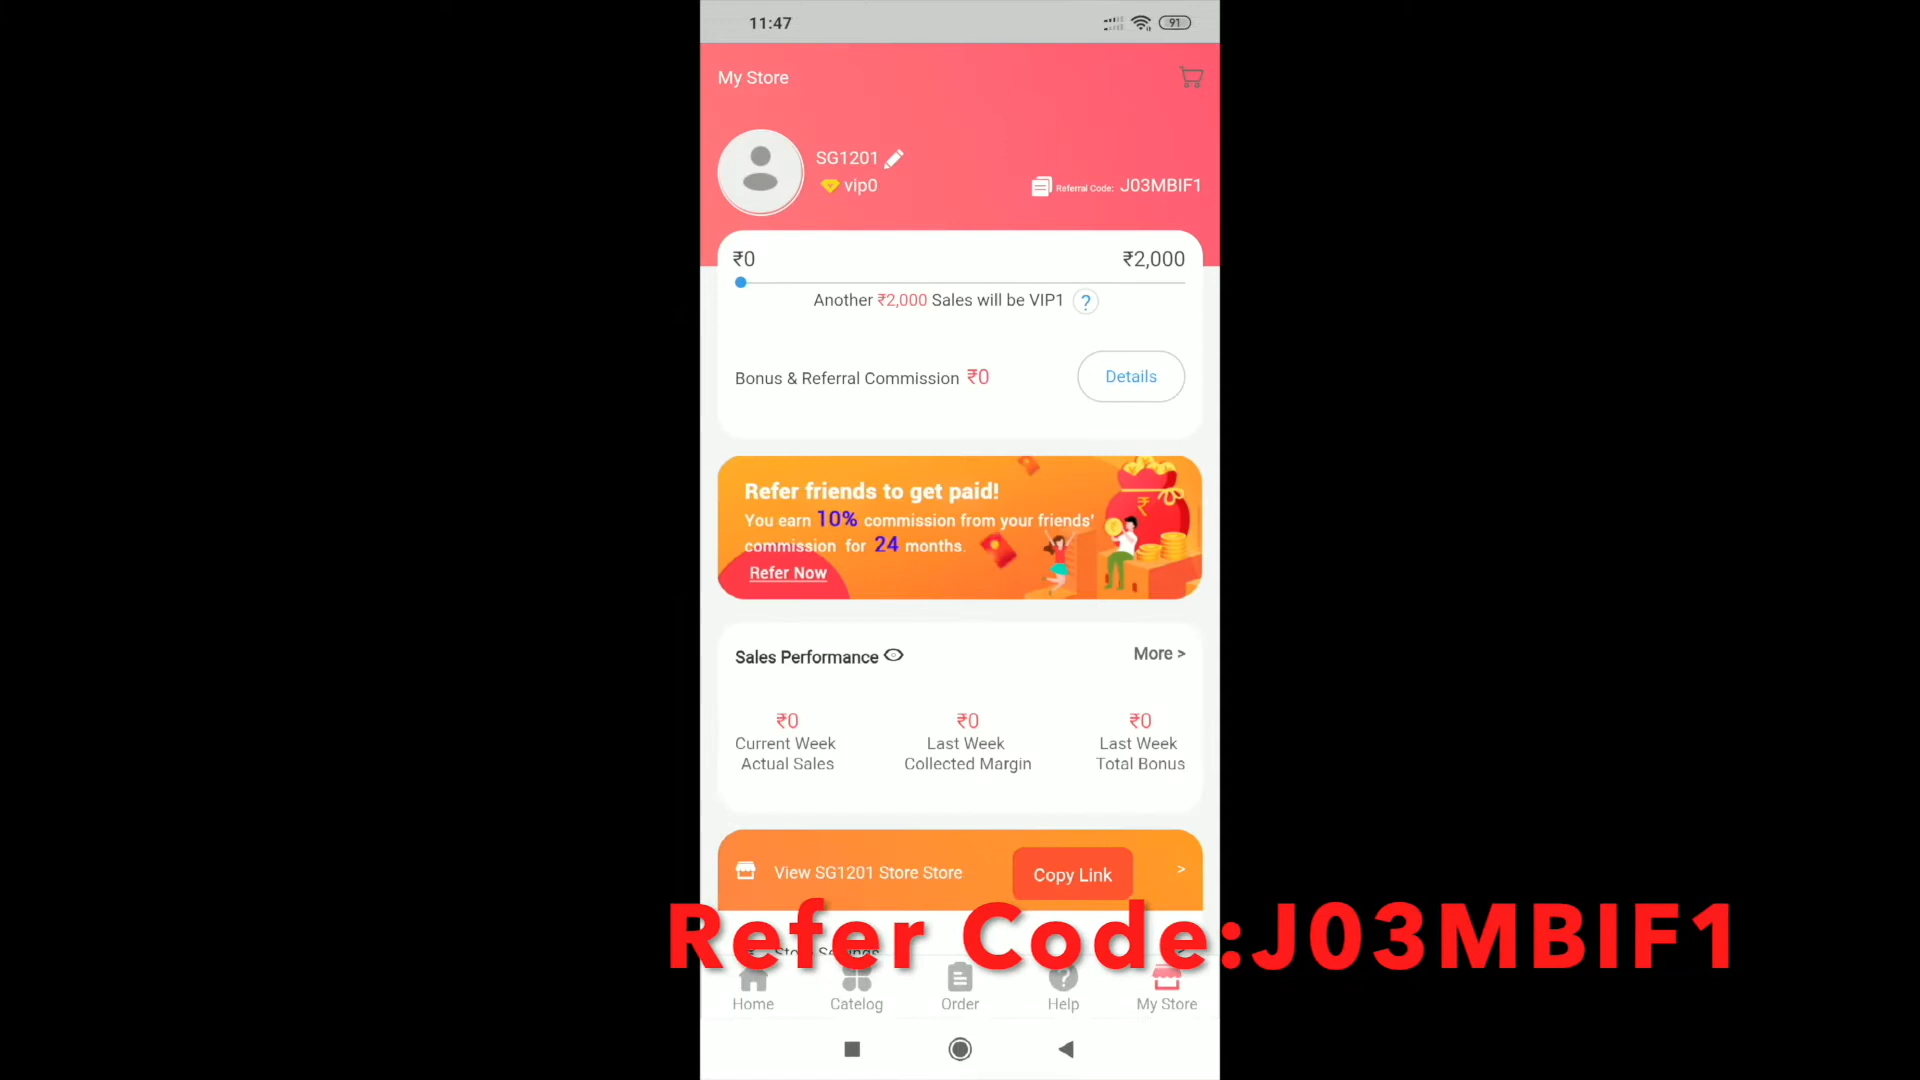 11:47
91
My Store
SG1201
vip0
Referral Code: J03MBIF1
₹0
₹2,000
Another ₹2,000 Sales will be VIP1 ?
Bonus & Referral Commission ₹0
Details
Refer friends to get paid!
You earn 10% commission from your friends'
commission for 24 months.
Refer Now
Sales Performance
More >
₹0
₹0
₹0
Current Week
Actual Sales
Last Week
Collected Margin
Last Week
Total Bonus
View SG1201 Store Store
Copy Link
>
Refer Code:J03MBIF1
Home
Catelog
Order
Help
My Store